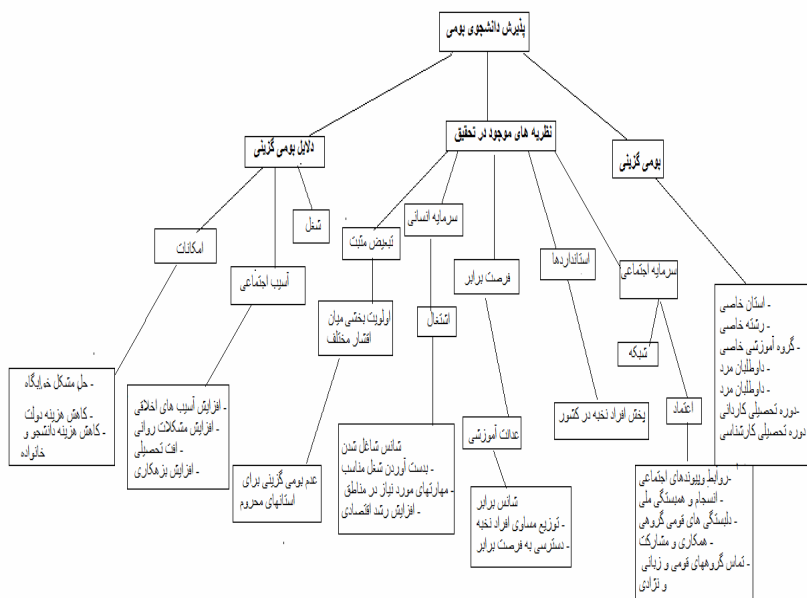 پذیرش دانشجوی بومی
دلایل بومی گزینی
نظریه های موجود در تحقیق
بومی گزینی
شغل
امکانات
آسیب اجتماعی
تبعیض مثبت
سرمایه انسانی
فرصت برابر
استانداردها
سرمایه اجتماعی
اولویت بخشی میان
اقشار مختلف
اشتغال
شبکه
اعتماد
- استان خاصی
- رشته خاصی
- گروه آموزشی خاصی
- داوطلبان مرد
- داوطلبان مرد
-دوره تحصیلی کاردانی
دوره تحصیلی کارشناسی
- حل مشکل خوابگاه
- کاهش هزینه دولت
- کاهش هزینه دانشجو و
خانواده
- افزایش آسیب های اخلاقی
- افزایش مشکلات روانی
- افت تحصیلی
- افزایش بزهکاری
عدم بومی گزینی برای
استانهای محروم
شانس شاغل شدن
- بدست آوردن شغل مناسب
- مهارتهای مورد نیاز در مناطق
- افزایش رشد اقتصادی
عدالت آموزشی
پخش افراد نخبه در کشور
شانس برابر
- توزیع مساوی افراد نخبه
- دسترسی به فرصت برابر
-روابط وپیوندهای اجتماعی
- انسجام و همبستگی ملی
- دلبستگی های قومی گروهی
- همکاری و مشارکت
- تماس گروههای قومی و زبانی
و نژادی